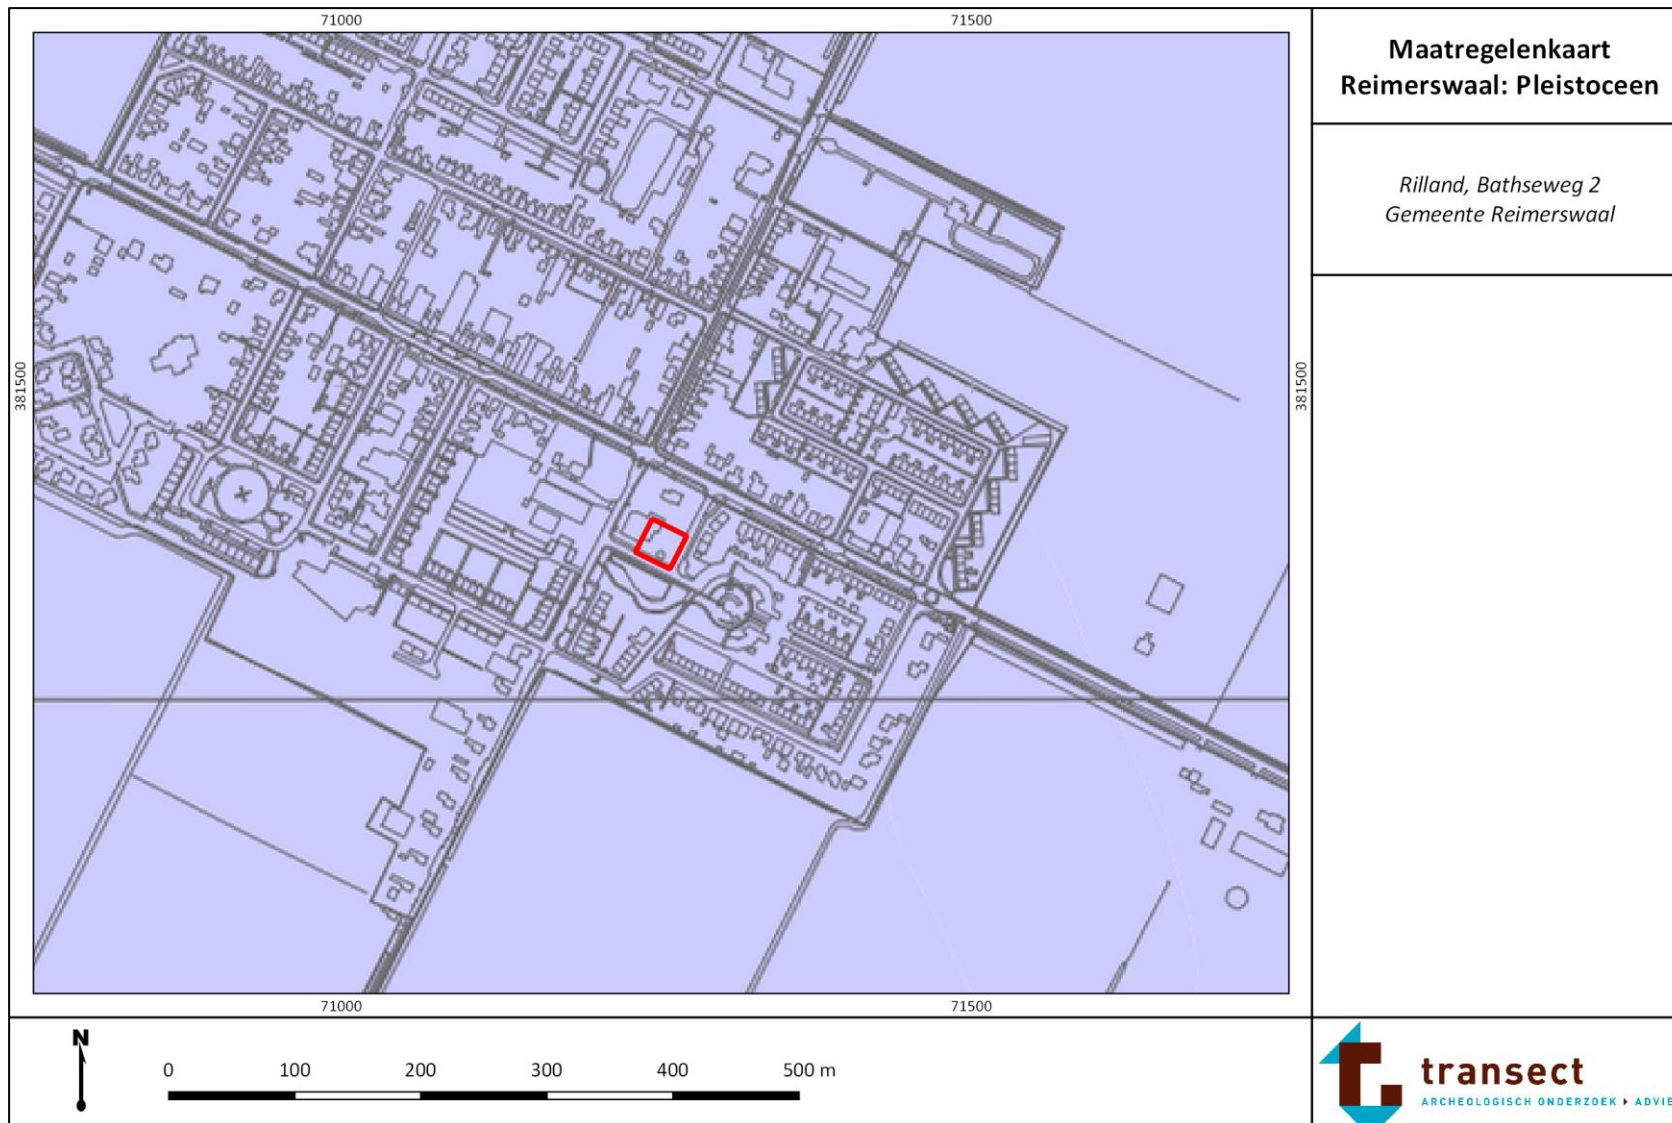 71000
71500
381500
381500
71000
71500
Maatregelenkaart
Reimerswaal: Pleistoceen
Rilland, Bathseweg 2
Gemeente Reimerswaal
N
0 100 200 300 400 500 m
transect
ARCHEOLOGISCH ONDERZOEK ADVIE